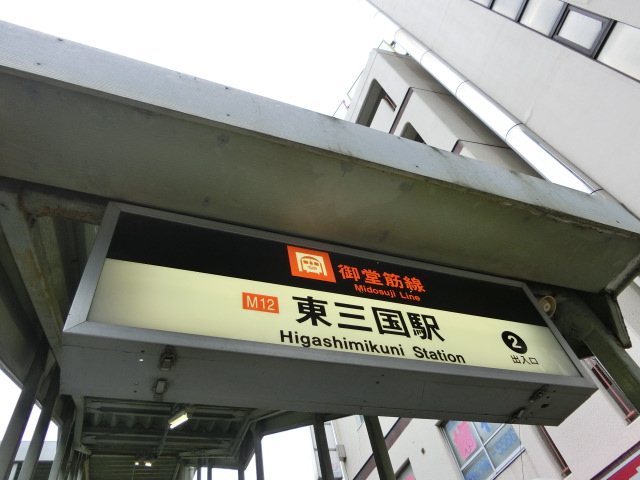 御堂筋線
Midosuji Line
M12 東三国駅
Higashimikuni Station
2
出入口